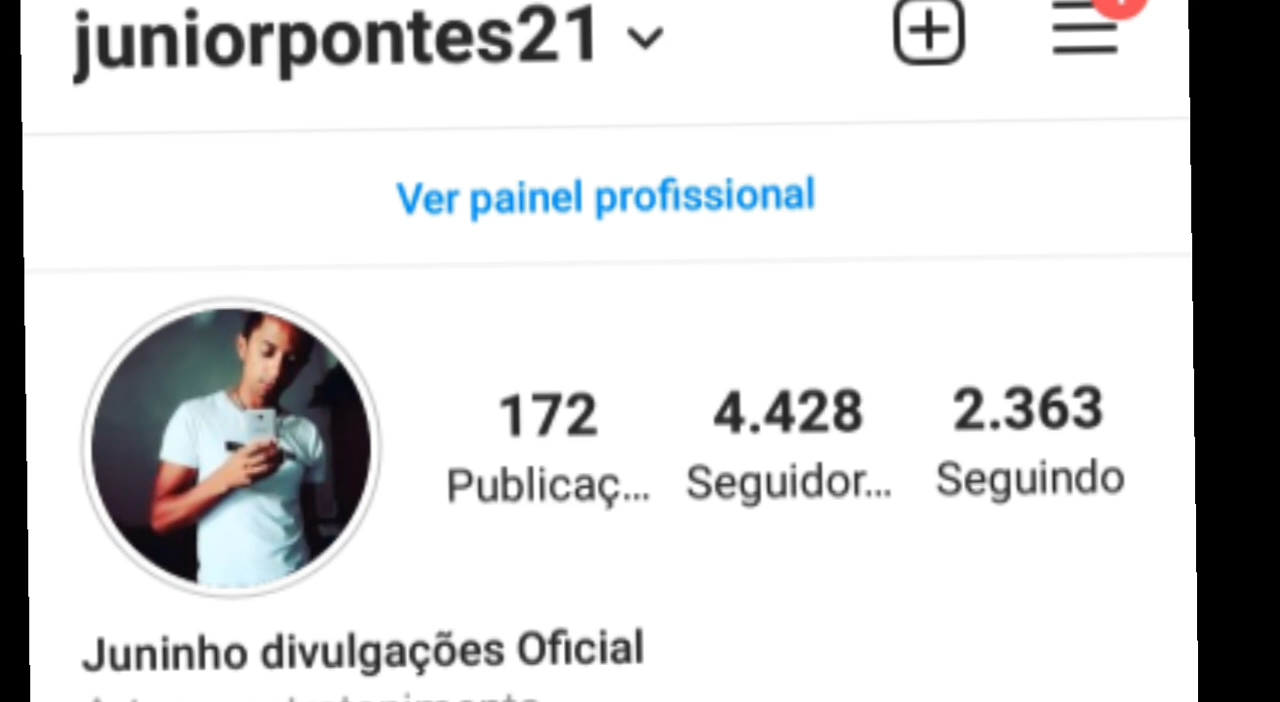 juniorpontes21
Ver painel profissional
172 4.428 2.363
Publicaç... Seguidor... Seguindo
Juninho divulgações Oficial